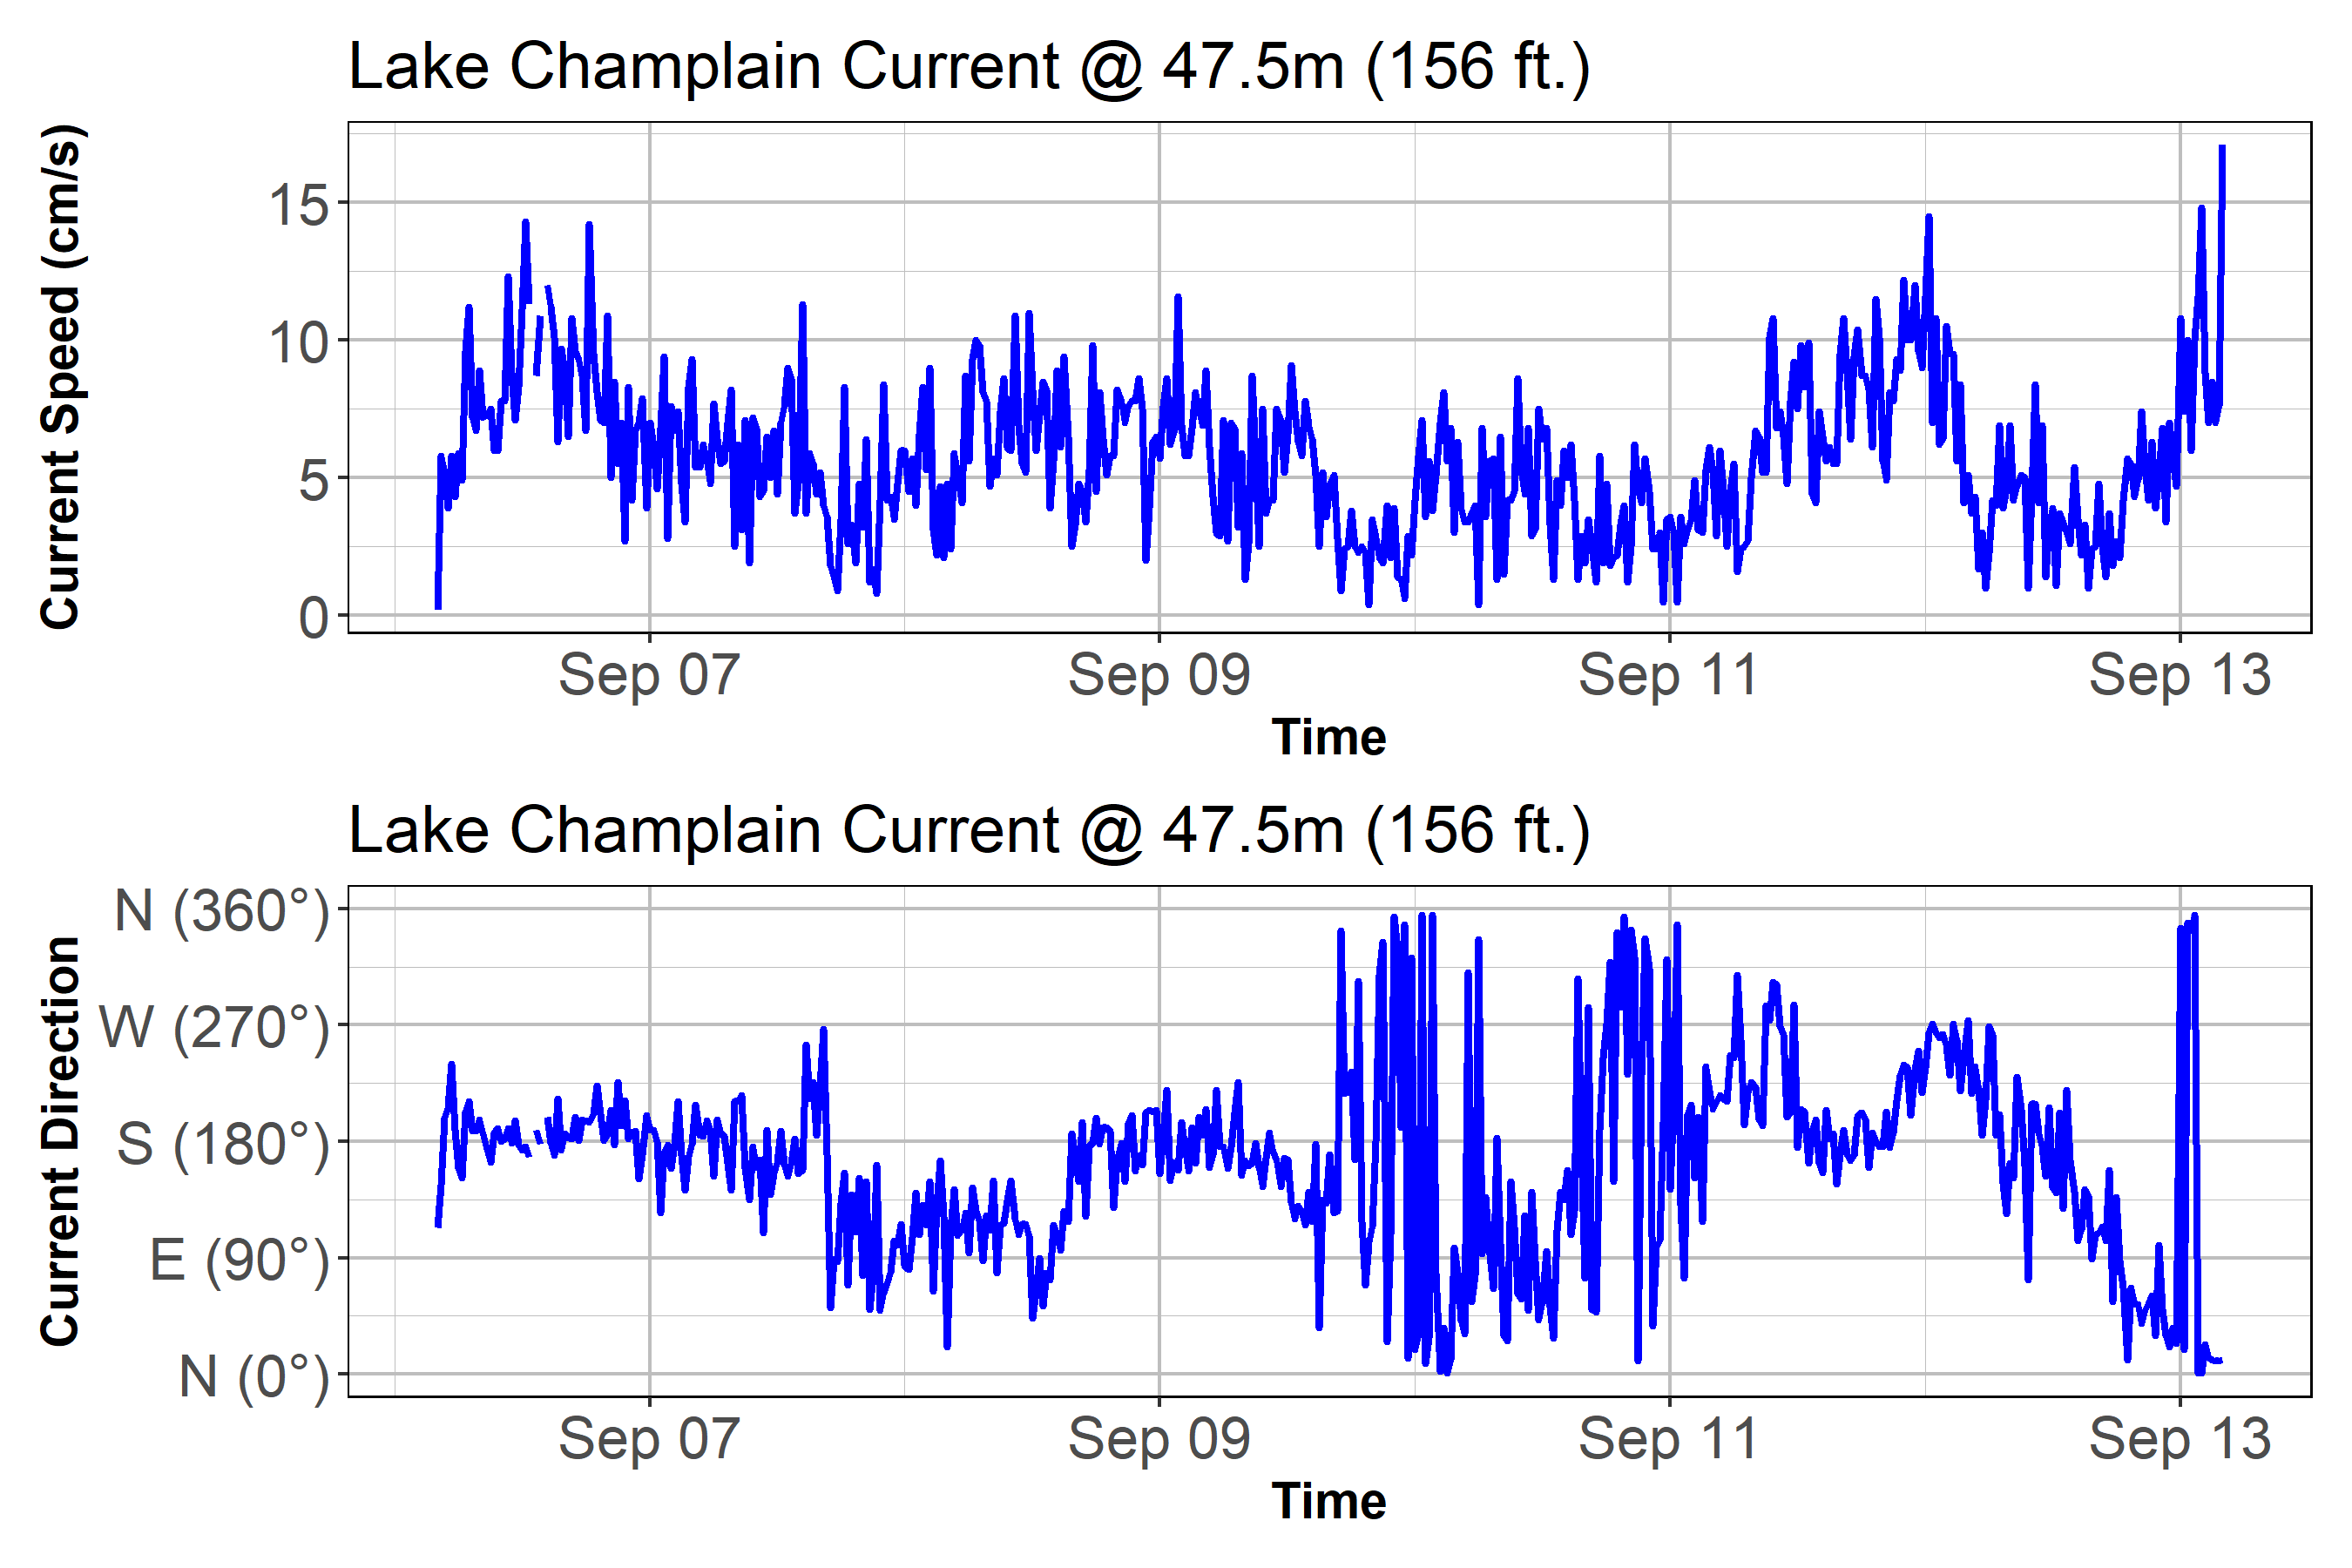 Lake Champlain Current @ 47.5m (156 ft.)
Current Speed (cm/s)
15
10
5
0
Sep 07 Sep 09 Sep 11 Sep 13
Time
Lake Champlain Current @ 47.5m (156 ft.)
Current Direction
N (360°)
W (270°)
S (180°)
E (90°)
N (0°)
Sep 07 Sep 09 Sep 11 Sep 13
Time